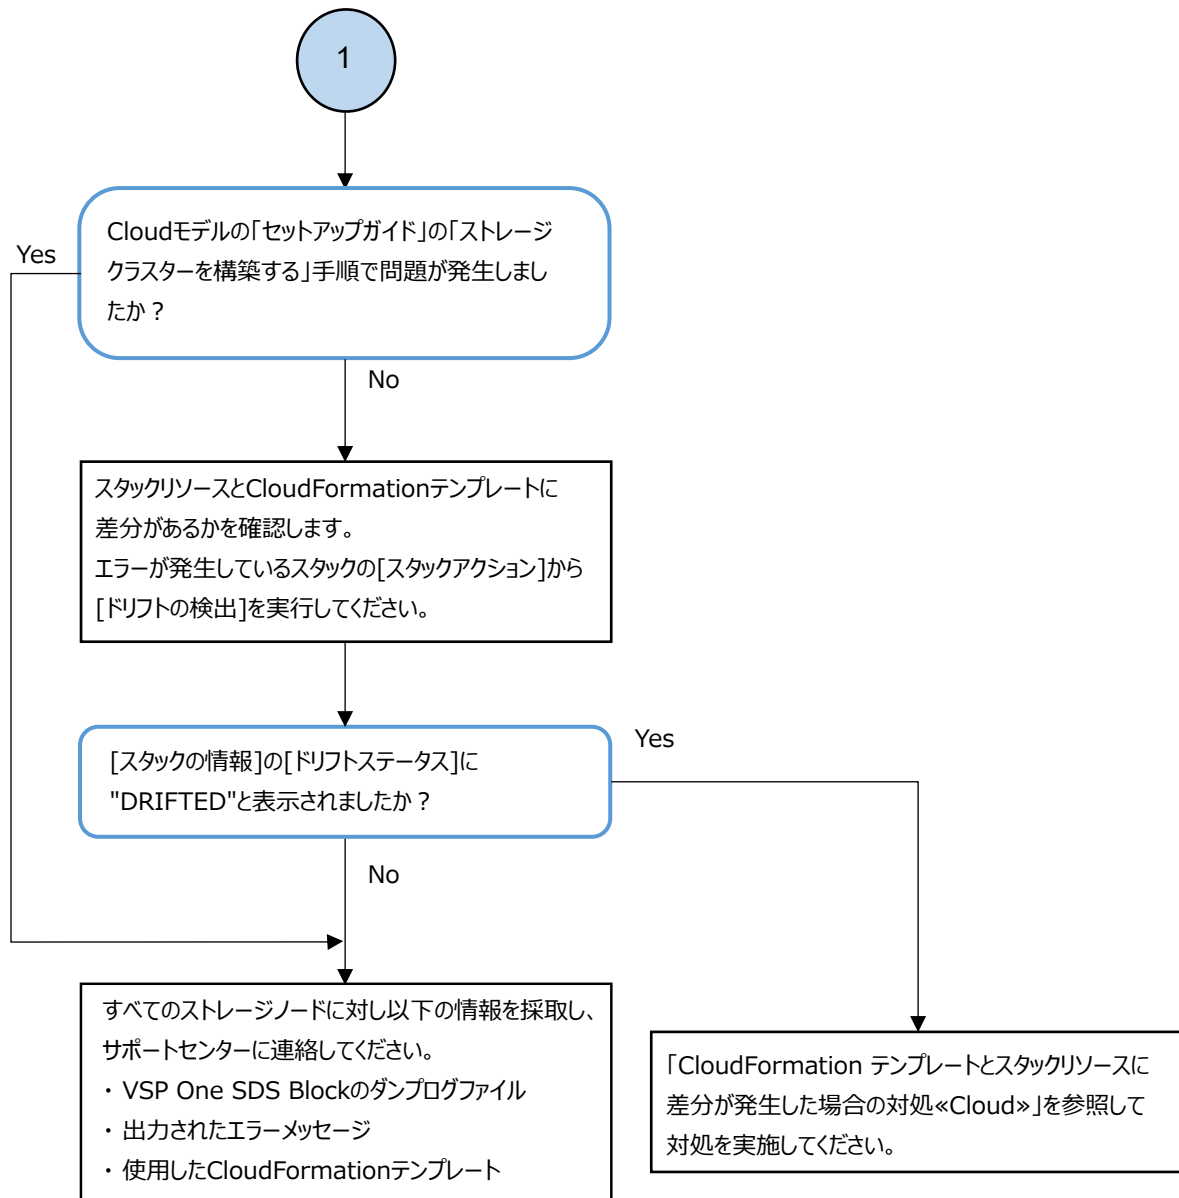 1
Cloudモデルの「セットアップガイド」の「ストレージ
クラスターを構築する」手順で問題が発生しまし
たか？
Yes
No
スタックリソースとCloudFormationテンプレートに
差分があるかを確認します。
エラーが発生しているスタックの[スタックアクション]から
[ドリフトの検出]を実行してください。
[スタックの情報]の[ドリフトステータス]に
"DRIFTED"と表示されましたか？
Yes
No
すべてのストレージノードに対し以下の情報を採取し、
サポートセンターに連絡してください。
・ VSP One SDS Blockのダンプログファイル
・ 出力されたエラーメッセージ
・ 使用したCloudFormationテンプレート
「CloudFormation テンプレートとスタックリソースに
差分が発生した場合の対処≪Cloud≫」を参照して
対処を実施してください。